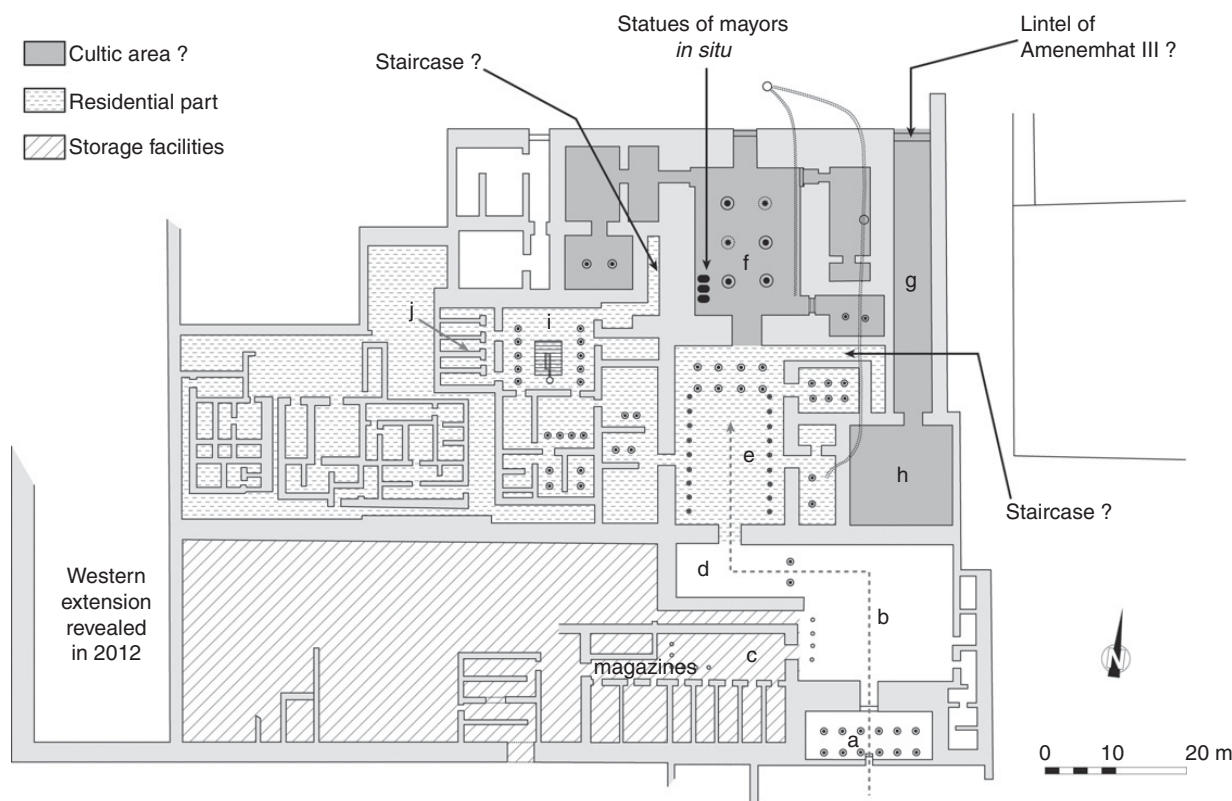 Cultic area ?
Residential part
Storage facilities
Staircase ?
Statues of mayors
in situ
Lintel of
Amenemhat III ?
f
g
j
i
e
h
Staircase ?
Western
extension
revealed
in 2012
d
b
c
magazines
a
N
0 10 20 m